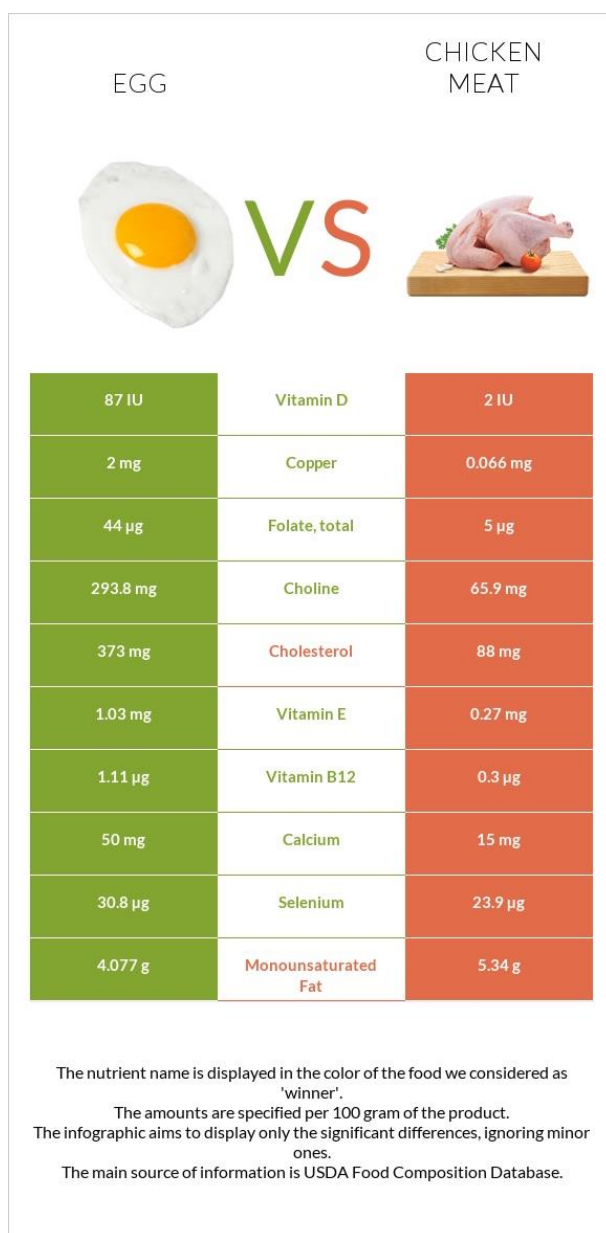 EGG
CHICKEN
MEAT
VS
87 IU Vitamin D 2 IU
2 mg Copper 0.066 mg
44 µg Folate, total 5 µg
293.8 mg Choline 65.9 mg
373 mg Cholesterol 88 mg
1.03 mg Vitamin E 0.27 mg
1.11 µg Vitamin B12 0.3 µg
50 mg Calcium 15 mg
30.8 µg Selenium 23.9 µg
4.077 g Monounsaturated 5.34 g
Fat
The nutrient name is displayed in the color of the food we considered as
'winner'.
The amounts are specified per 100 gram of the product.
The infographic aims to display only the significant differences, ignoring minor
ones.
The main source of information is USDA Food Composition Database.